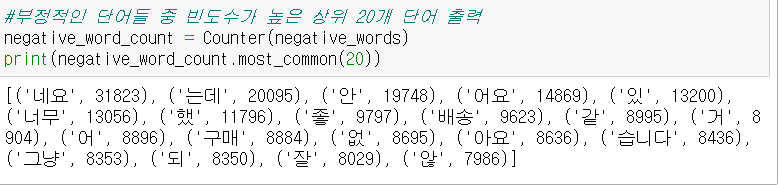 #부정적인 단어들 중 빈도수가 높은 상위 20개 단어 출력
negative_word_count = Counter(negative_words)
print(negative_word_count.most_common(20))
[('네요', 31823), ('는데', 20095), ('안', 19748), ('어요', 14869), ('있', 13200),
('너무', 13056), ('했', 11796), ('좋', 9797), ('배송', 9623), ('같', 8995), ('거', 8
904), ('어', 8896), ('구매', 8884), ('없', 8695), ('아요', 8636), ('습니다', 8436),
('그냥', 8353), ('되', 8350), ('잘', 8029), ('않', 7986)]